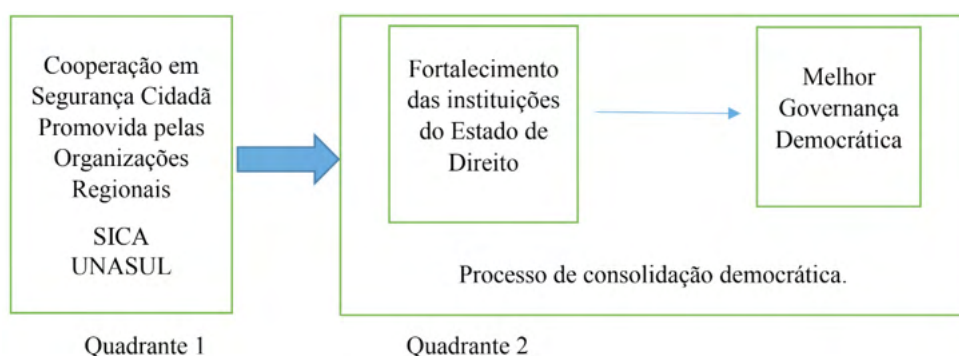 Cooperação em
Segurança Cidadã
Promovida pelas
Organizações
Regionais
SICA
UNASUL
Fortalecimento
das instituições
do Estado de
Direito
Melhor
Governança
Democrática
Processo de consolidação democrática.
Quadrante 1
Quadrante 2